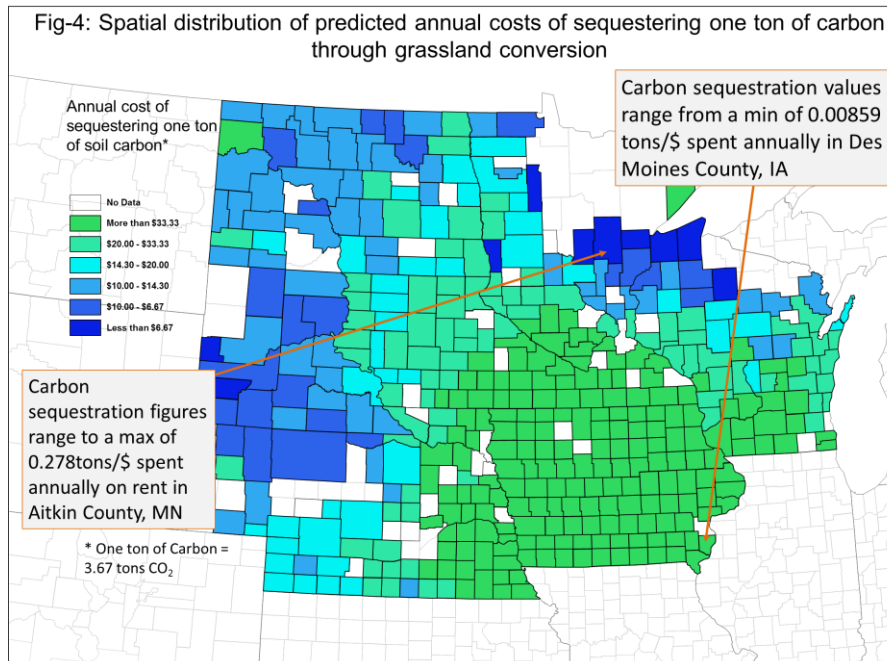 Fig-4: Spatial distribution of predicted annual costs of sequestering one ton of carbon
through grassland conversion
Annual cost of
sequestering one ton
of soil carbon*
No Data
More than $33.33
$20.00 - $33.33
$14.30 - $20.00
$10.00 - $14.30
$10.00 - $6.67
Less than $6.67
Carbon sequestration values
range from a min of 0.00859
tons/$ spent annually in Des
Moines County, IA
Carbon
sequestration figures
range to a max of
0.278tons/$ spent
annually on rent in
Aitkin County, MN
* One ton of Carbon =
3.67 tons CO₂